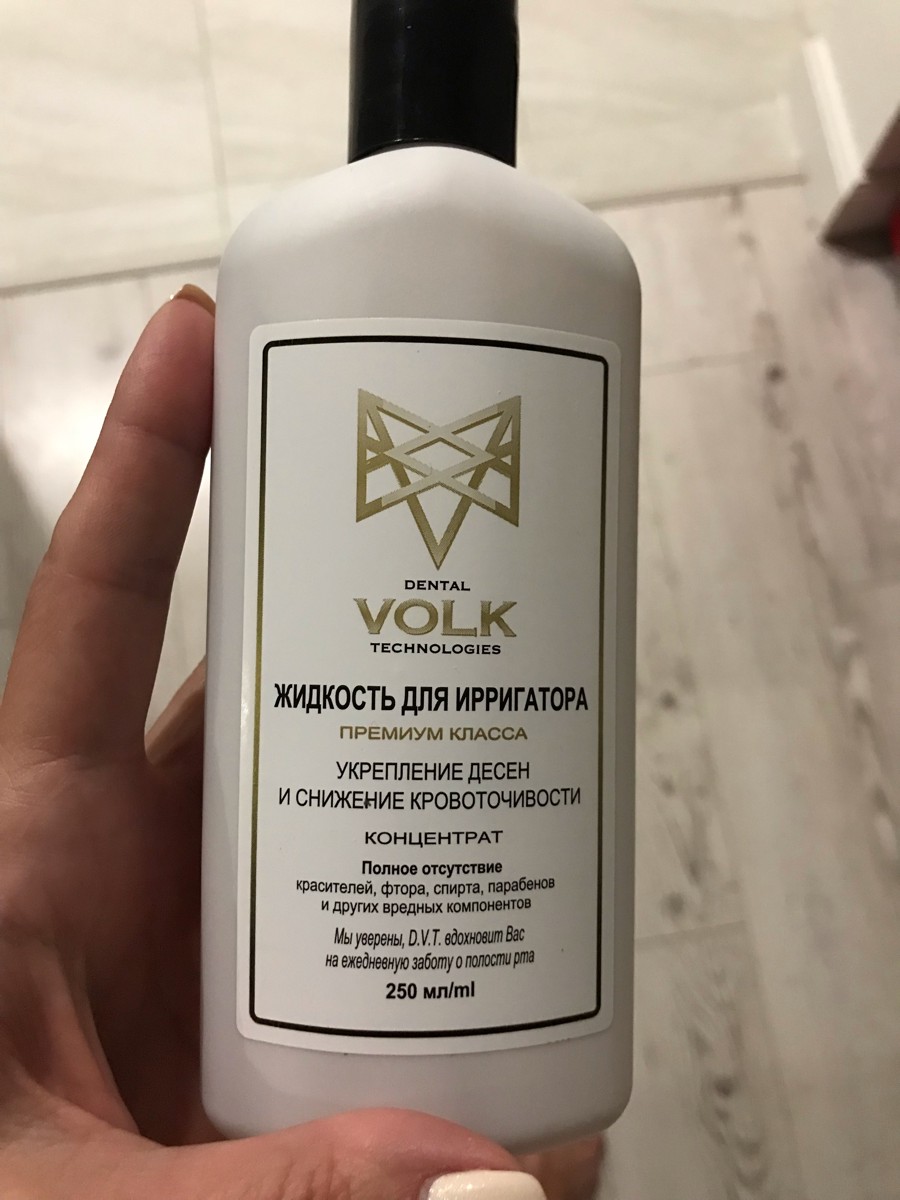 DENTAL
VOLK
TECHNOLOGIES
ЖИДКОСТЬ ДЛЯ ИРРИГАТОРА
ПРЕМИУМ КЛАССА
УКРЕПЛЕНИЕ ДЕСЕН
И СНИЖЕНИЕ КРОВОТОЧИВОСТИ
КОНЦЕНТРАТ
Полное отсутствие
красителей, фтора, спирта, парабенов
и других вредных компонентов
Мы уверены, D.V.T. вдохновит Вас
на ежедневную заботу о полости рта
250 мл/ml